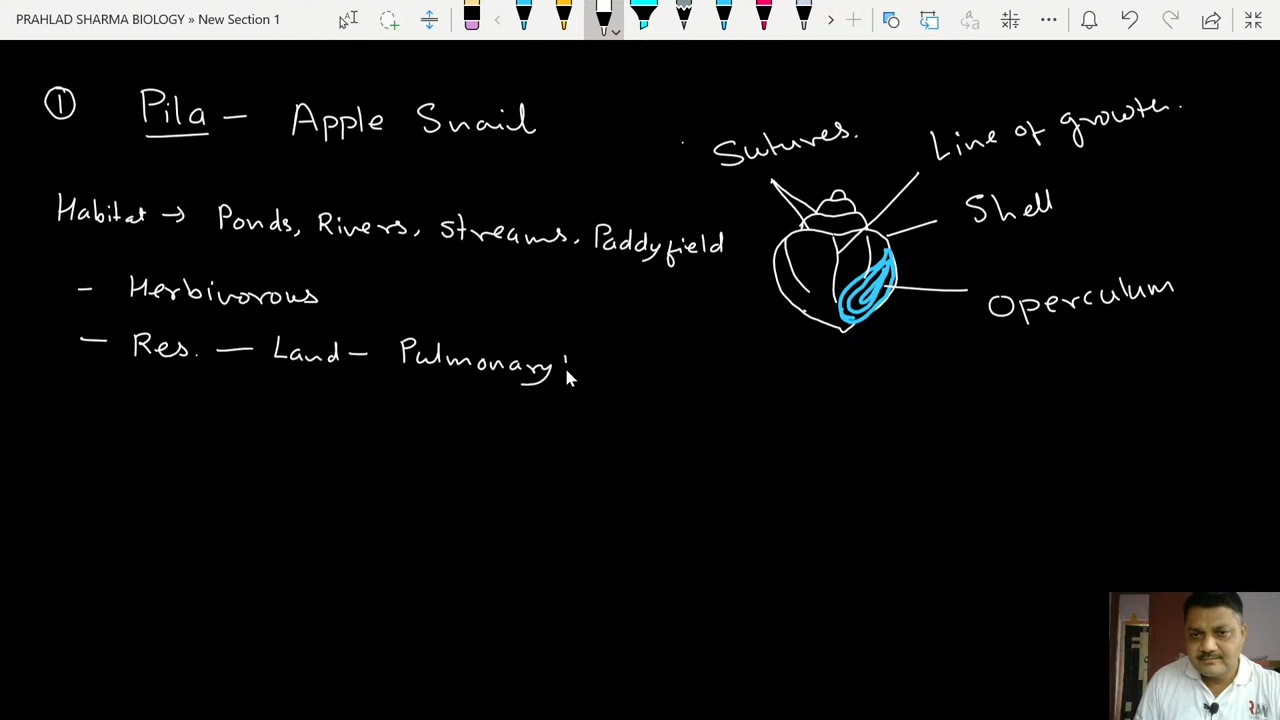 PRAHLAD SHARMA BIOLOGY » New Section 1
① Pila – Apple Snail
Sutures.
Line of growth.
Shell
Operculum
Habitat → Ponds, Rivers, Streams, Paddyfield
- Herbivorous
- Res. — Land – Pulmonary